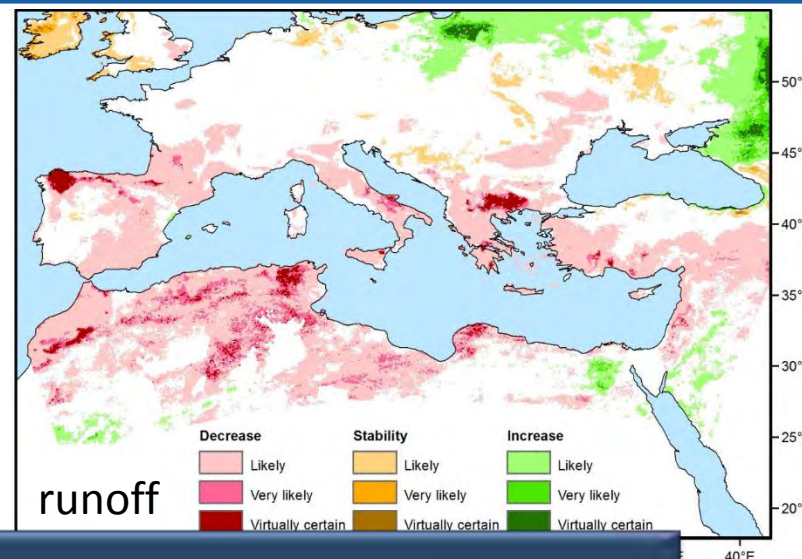 50°
45°
40°
35°
30°
25°
20°
Decrease Stability Increase
Likely Likely Likely
Very likely Very likely Very likely
Virtually certain Virtually certain Virtually certain
runoff
40°E